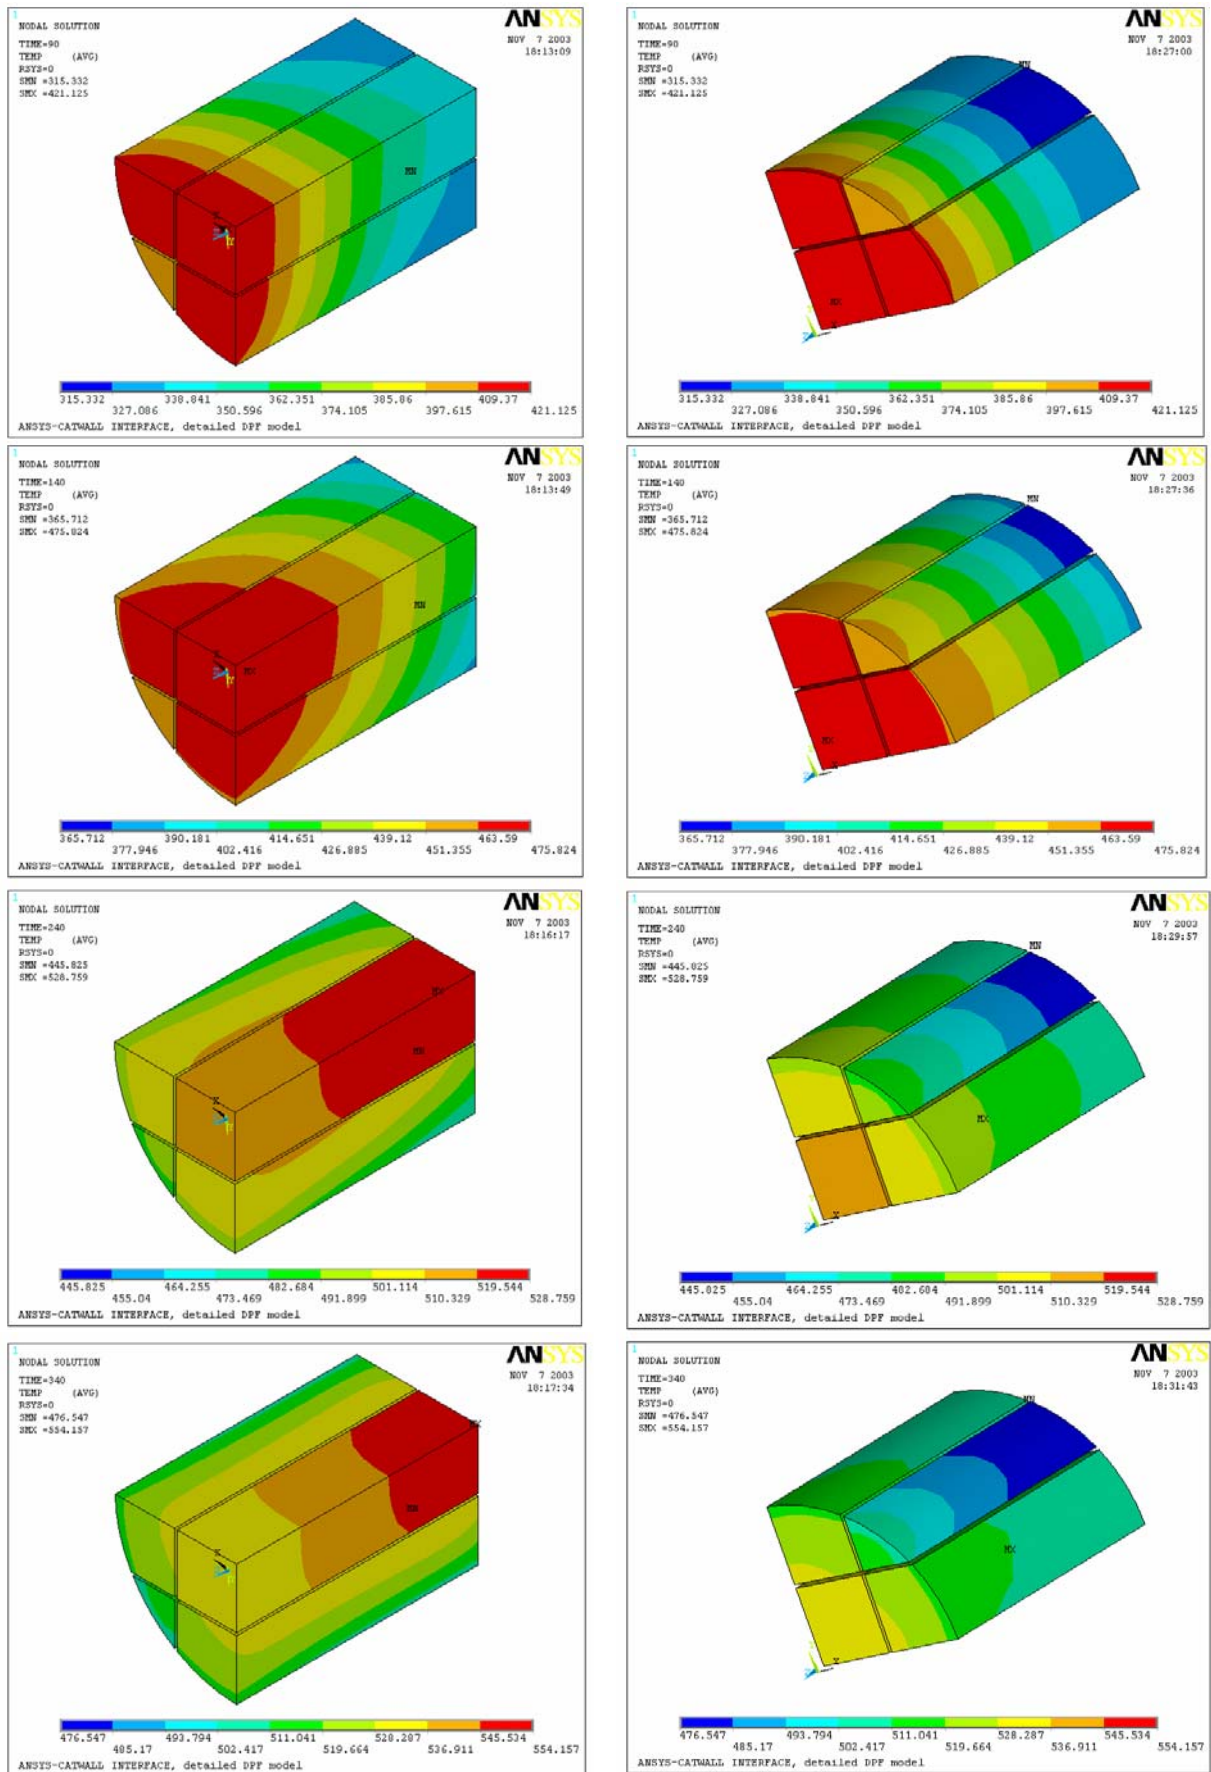 1
NODAL SOLUTION
TIME=90
TEMP (AVG)
RSYS=0
SMN =315.332
SMX =421.125
ANSYS
NOV 7 2003
18:13:09
MN
X
Y
315.332 338.841 362.351 385.86 409.37
327.086 350.596 374.105 397.615 421.125
ANSYS-CATWALL INTERFACE, detailed DPF model
1
NODAL SOLUTION
TIME=90
TEMP (AVG)
RSYS=0
SMN =315.332
SMX =421.125
ANSYS
NOV 7 2003
18:27:00
MN
MX
X
Z
315.332 338.841 362.351 385.86 409.37
327.086 350.596 374.105 397.615 421.125
ANSYS-CATWALL INTERFACE, detailed DPF model
1
NODAL SOLUTION
TIME=140
TEMP (AVG)
RSYS=0
SMN =365.712
SMX =475.824
ANSYS
NOV 7 2003
18:13:49
MN
X
MX
Y
365.712 390.181 414.651 439.12 463.59
377.946 402.416 426.885 451.355 475.824
ANSYS-CATWALL INTERFACE, detailed DPF model
1
NODAL SOLUTION
TIME=140
TEMP (AVG)
RSYS=0
SMN =365.712
SMX =475.824
ANSYS
NOV 7 2003
18:27:36
MN
MX
X
Z
365.712 390.181 414.651 439.12 463.59
377.946 402.416 426.885 451.355 475.824
ANSYS-CATWALL INTERFACE, detailed DPF model
1
NODAL SOLUTION
TIME=240
TEMP (AVG)
RSYS=0
SMN =445.825
SMX =528.759
ANSYS
NOV 7 2003
18:16:17
MX
MN
X
Y
445.825 464.255 482.684 501.114 519.544
455.04 473.469 491.899 510.329 528.759
ANSYS-CATWALL INTERFACE, detailed DPF model
1
NODAL SOLUTION
TIME=240
TEMP (AVG)
RSYS=0
SMN =445.825
SMX =528.759
ANSYS
NOV 7 2003
18:29:57
MN
MX
X
Z
445.825 464.255 482.684 501.114 519.544
455.04 473.469 491.899 510.329 528.759
ANSYS-CATWALL INTERFACE, detailed DPF model
1
NODAL SOLUTION
TIME=340
TEMP (AVG)
RSYS=0
SMN =476.547
SMX =554.157
ANSYS
NOV 7 2003
18:17:34
MX
MN
X
476.547 493.794 511.041 528.287 545.534
485.17 502.417 519.664 536.911 554.157
ANSYS-CATWALL INTERFACE, detailed DPF model
1
NODAL SOLUTION
TIME=340
TEMP (AVG)
RSYS=0
SMN =476.547
SMX =554.157
ANSYS
NOV 7 2003
18:31:43
MN
MX
X
Z
476.547 493.794 511.041 528.287 545.534
485.17 502.417 519.664 536.911 554.157
ANSYS-CATWALL INTERFACE, detailed DPF model